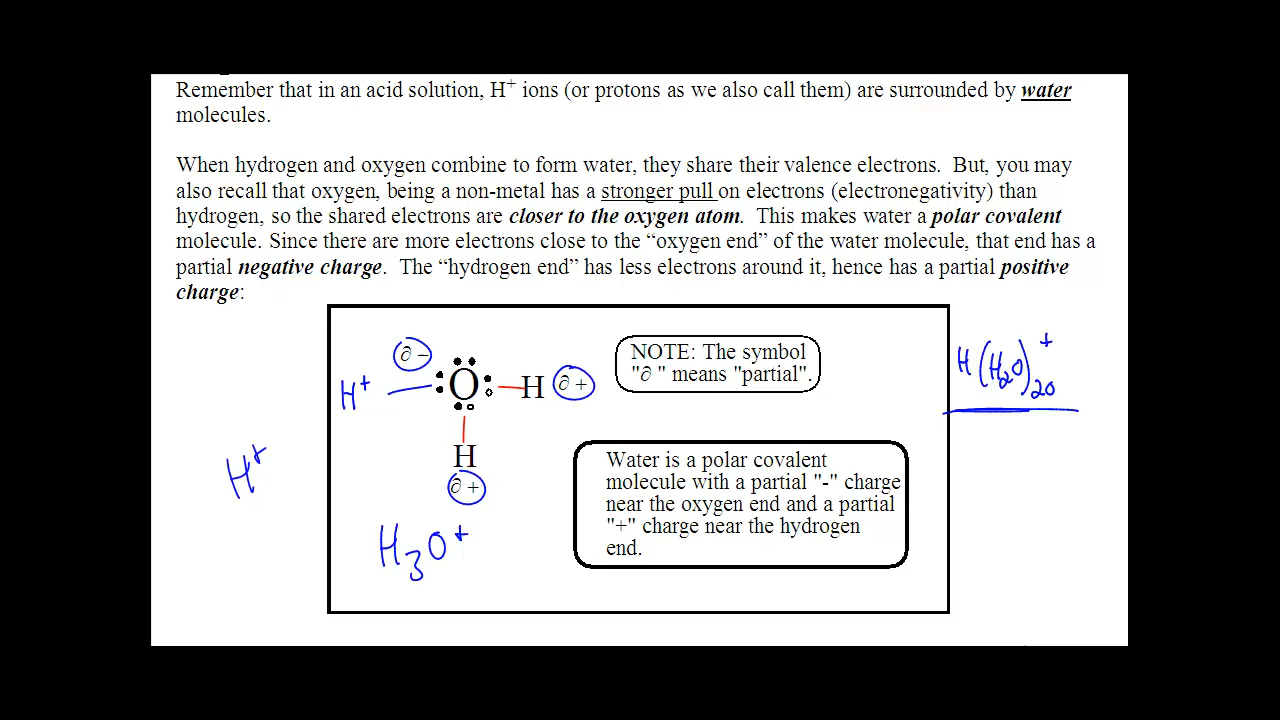 Remember that in an acid solution, H⁺ ions (or protons as we also call them) are surrounded by water
molecules.
When hydrogen and oxygen combine to form water, they share their valence electrons. But, you may
also recall that oxygen, being a non-metal has a stronger pull on electrons (electronegativity) than
hydrogen, so the shared electrons are closer to the oxygen atom. This makes water a polar covalent
molecule. Since there are more electrons close to the “oxygen end” of the water molecule, that end has a
partial negative charge. The “hydrogen end” has less electrons around it, hence has a partial positive
charge:
∂ −
H⁺
O
H
∂ +
H
∂ +
H⁺
H₃O⁺
NOTE: The symbol
"∂ " means "partial".
H(H₂O)₂₀⁺
Water is a polar covalent
molecule with a partial "-" charge
near the oxygen end and a partial
"+" charge near the hydrogen
end.